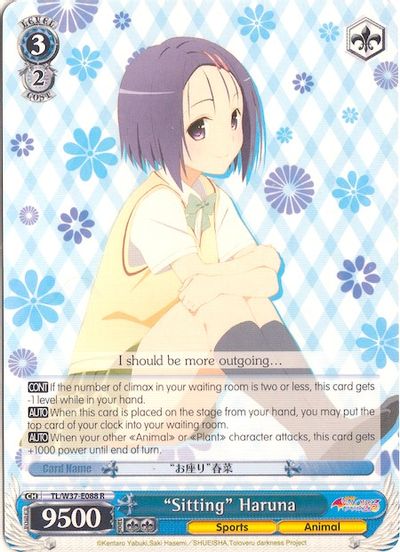 LEVEL
3
2
COST
I should be more outgoing…
CONT If the number of climax in your waiting room is two or less, this card gets
-1 level while in your hand.
AUTO When this card is placed on the stage from your hand, you may put the
top card of your clock into your waiting room.
AUTO When your other «Animal» or «Plant» character attacks, this card gets
+1000 power until end of turn.
Card Name
“お座り”春菜
CH TL/W37-E088 R
“Sitting” Haruna
POWER
9500
SOUL
Sports
Animal
©Kentaro Yabuki,Saki Hasemi／SHUEISHA,Toloveru darkness Project